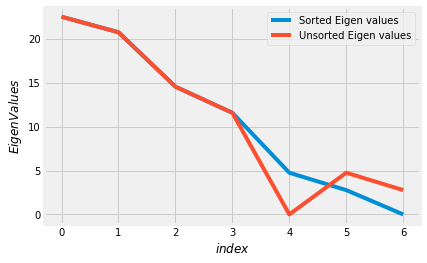 Sorted Eigen values
Unsorted Eigen values
20
15
10
5
0
EigenValues
0 1 2 3 4 5 6
index